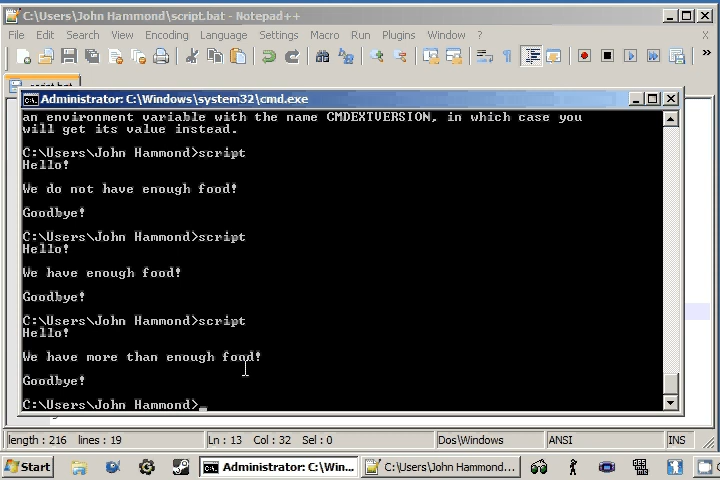 C:\Users\John Hammond\script.bat - Notepad++
File Edit Search View Encoding Language Settings Macro Run Plugins Window ? X
»
script.bat
Administrator: C:\Windows\system32\cmd.exe
an environment variable with the name CMDEXTVERSION, in which case you
will get its value instead.
C:\Users\John Hammond>script
Hello!
We do not have enough food!
Goodbye!
C:\Users\John Hammond>script
Hello!
We have enough food!
Goodbye!
C:\Users\John Hammond>script
Hello!
We have more than enough food!
Goodbye!
C:\Users\John Hammond>_
length : 216 lines : 19 Ln : 13 Col : 32 Sel : 0 Dos\Windows ANSI INS
Start Administrator: C:\Win... C:\Users\John Hammond... C